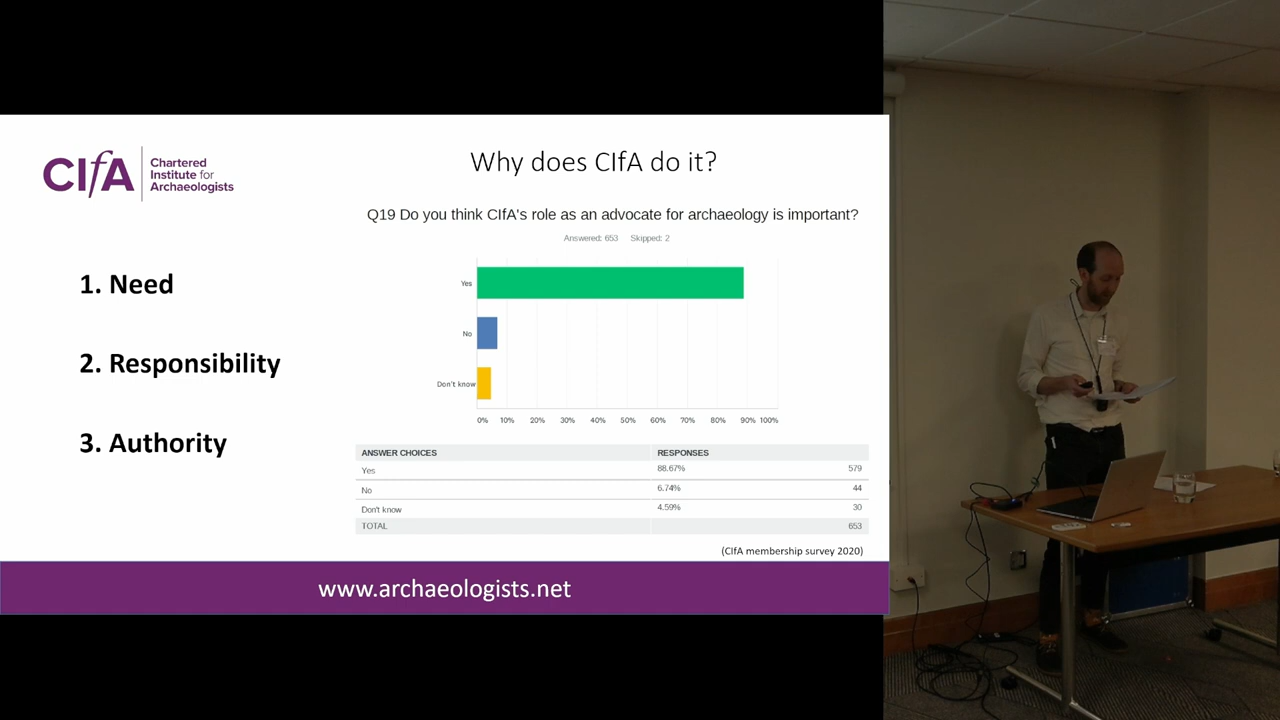 CIfA
Chartered
Institute for
Archaeologists
Why does CIfA do it?
Q19 Do you think CIfA's role as an advocate for archaeology is important?
Answered: 653 Skipped: 2
1. Need
2. Responsibility
3. Authority
Yes
No
Don't know
0% 10% 20% 30% 40% 50% 60% 70% 80% 90% 100%
ANSWER CHOICES RESPONSES
Yes 88.67% 579
No 6.74% 44
Don't know 4.59% 30
TOTAL 653
(CIfA membership survey 2020)
www.archaeologists.net